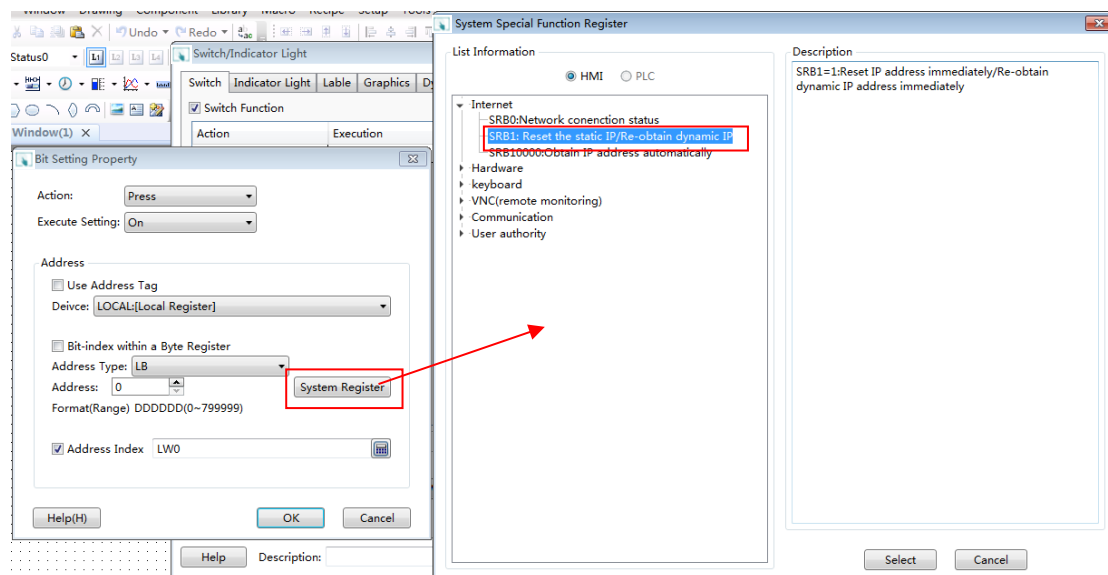 Window Drawing Component Library Macro Recipe Setup Tools
Undo Redo
Status0 L1 L2 L3 L4
Window(1)
Switch/Indicator Light
Switch Indicator Light Lable Graphics
Switch Function
Action Execution
Bit Setting Property
Action: Press
Execute Setting: On
Address
Use Address Tag
Deivce: LOCAL:[Local Register]
Bit-index within a Byte Register
Address Type: LB
Address: 0 System Register
Format(Range) DDDDDD(0~799999)
Address Index LW0
Help(H) OK Cancel
Help Description:
System Special Function Register
List Information
HMI PLC
Internet
SRB0:Network conenction status
SRB1: Reset the static IP/Re-obtain dynamic IP
SRB10000:Obtain IP address automatically
Hardware
keyboard
VNC(remote monitoring)
Communication
User authority
Description
SRB1=1:Reset IP address immediately/Re-obtain
dynamic IP address immediately
Select Cancel